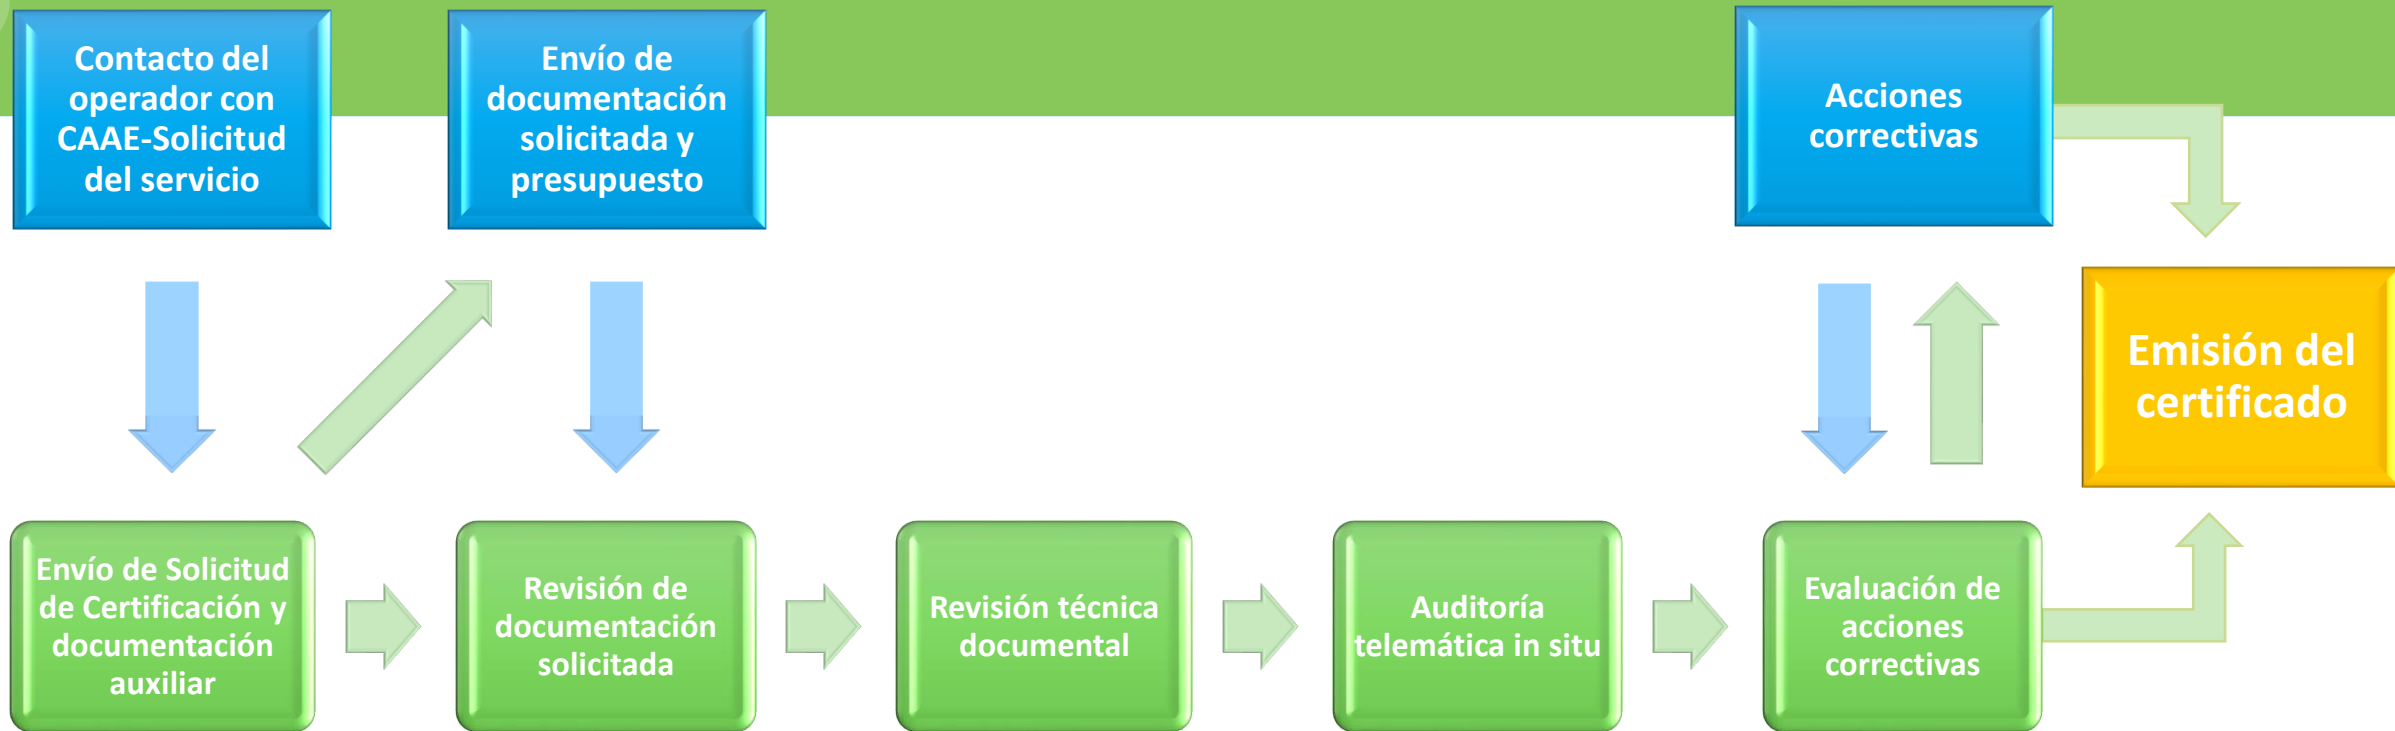 Contacto del
operador con
CAAE-Solicitud
del servicio
Envío de
documentación
solicitada y
presupuesto
Acciones
correctivas
Emisión del
certificado
Envío de Solicitud
de Certificación y
documentación
auxiliar
Revisión de
documentación
solicitada
Revisión técnica
documental
Auditoría
telemática in situ
Evaluación de
acciones
correctivas